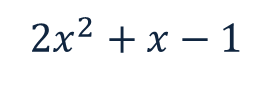 2x² + x − 1